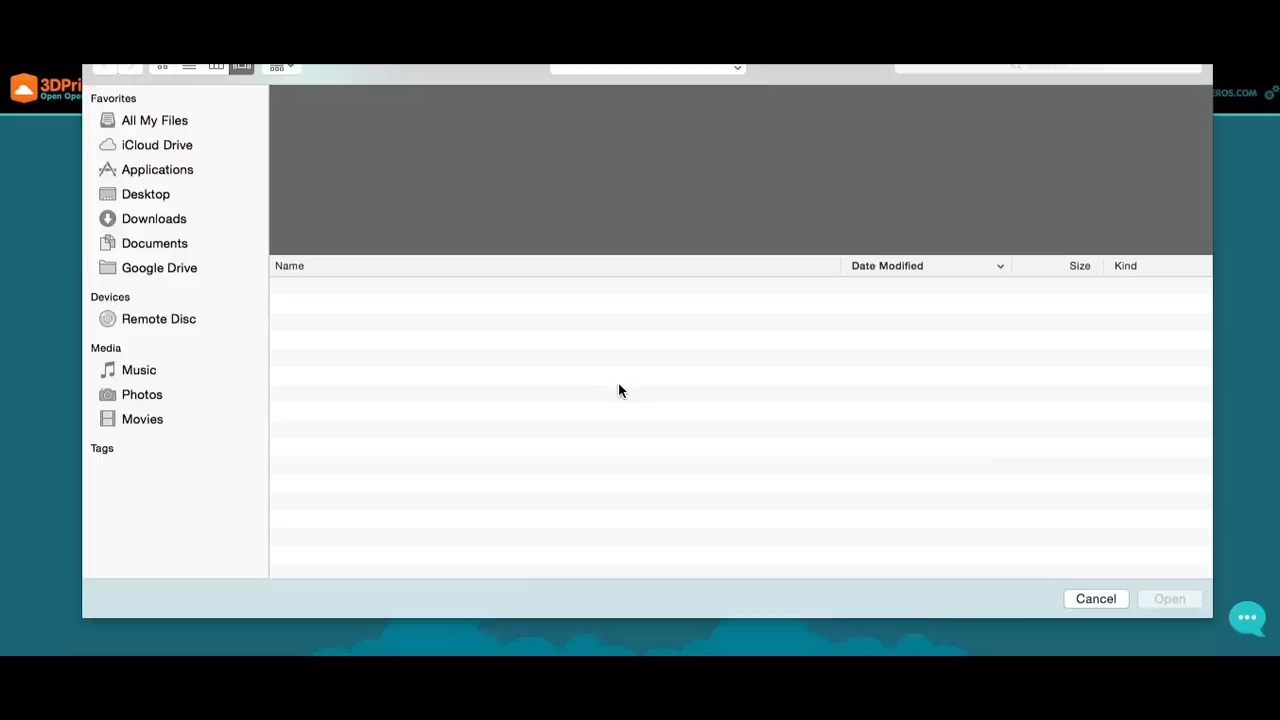 3DPri
Open Ope
EROS.COM
Favorites
All My Files
iCloud Drive
Applications
Desktop
Downloads
Documents
Google Drive
Devices
Remote Disc
Media
Music
Photos
Movies
Tags
Name Date Modified Size Kind
Cancel Open